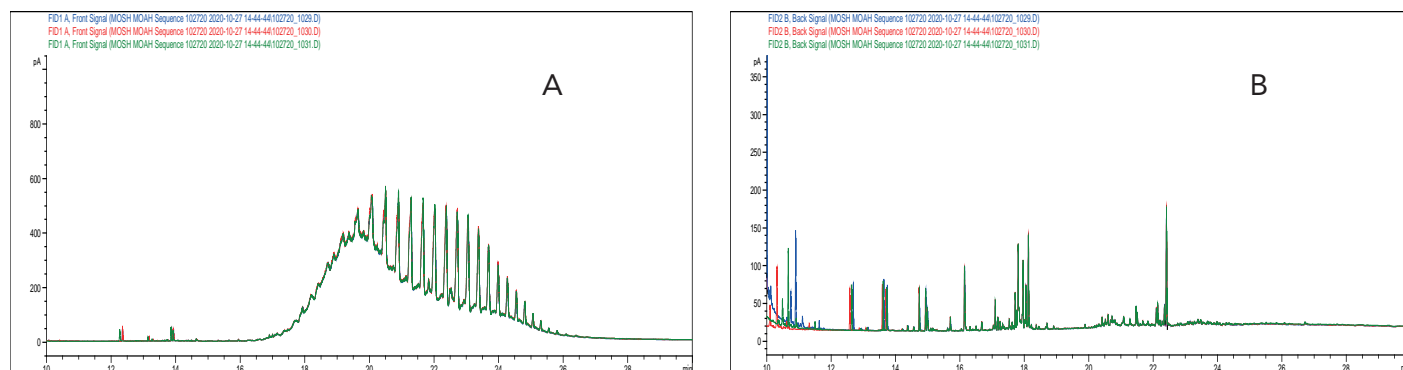 FID1 A, Front Signal (MOSH MOAH Sequence 102720 2020-10-27 14-44-44\102720_1029.D)
FID1 A, Front Signal (MOSH MOAH Sequence 102720 2020-10-27 14-44-44\102720_1030.D)
FID1 A, Front Signal (MOSH MOAH Sequence 102720 2020-10-27 14-44-44\102720_1031.D)
pA
A
800
600
400
200
0
10 12 14 16 18 20 22 24 26 28
FID2 B, Back Signal (MOSH MOAH Sequence 102720 2020-10-27 14-44-44\102720_1029.D)
FID2 B, Back Signal (MOSH MOAH Sequence 102720 2020-10-27 14-44-44\102720_1030.D)
FID2 B, Back Signal (MOSH MOAH Sequence 102720 2020-10-27 14-44-44\102720_1031.D)
pA
B
350
300
250
200
150
100
50
0
10 12 14 16 18 20 22 24 26 28